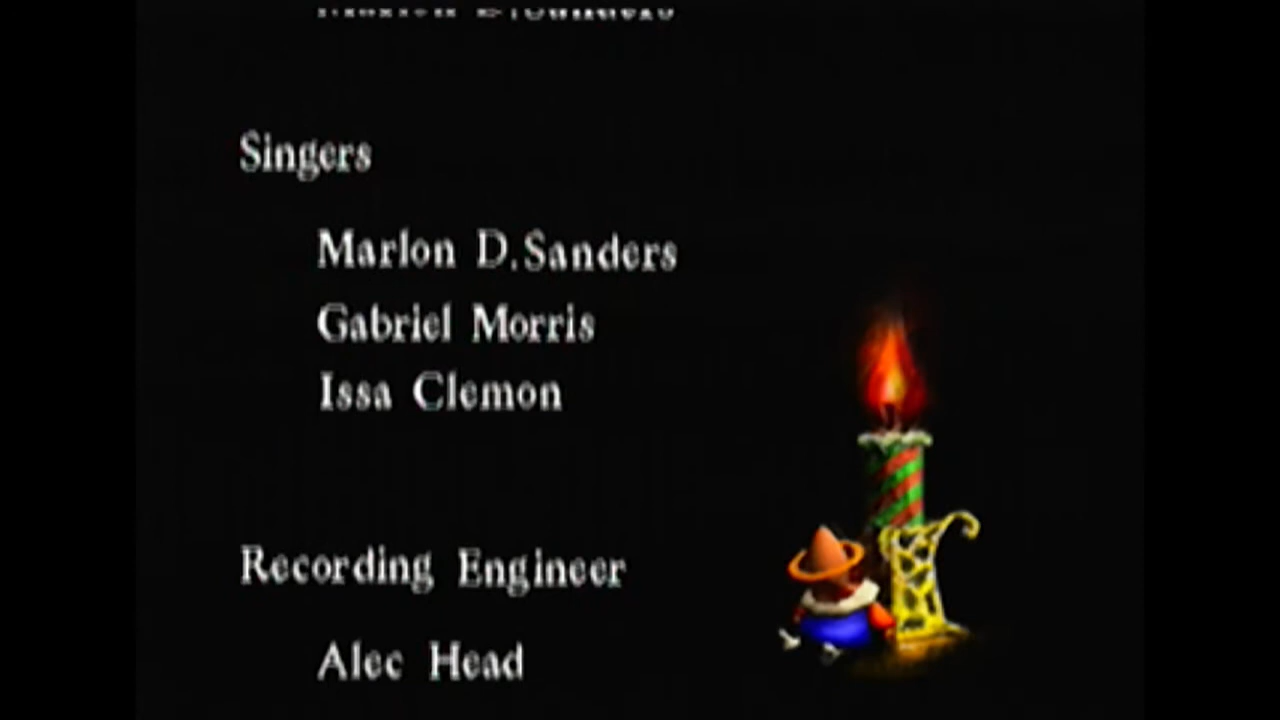 Singers
Marlon D.Sanders
Gabriel Morris
Issa Clemon
Recording Engineer
Alec Head